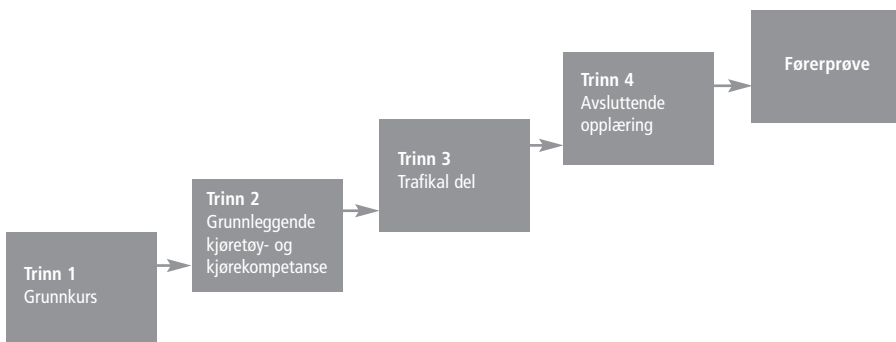 Trinn 1
Grunnkurs
Trinn 2
Grunnleggende
kjøretøy- og
kjørekompetanse
Trinn 3
Trafikal del
Trinn 4
Avsluttende
opplæring
Førerprøve